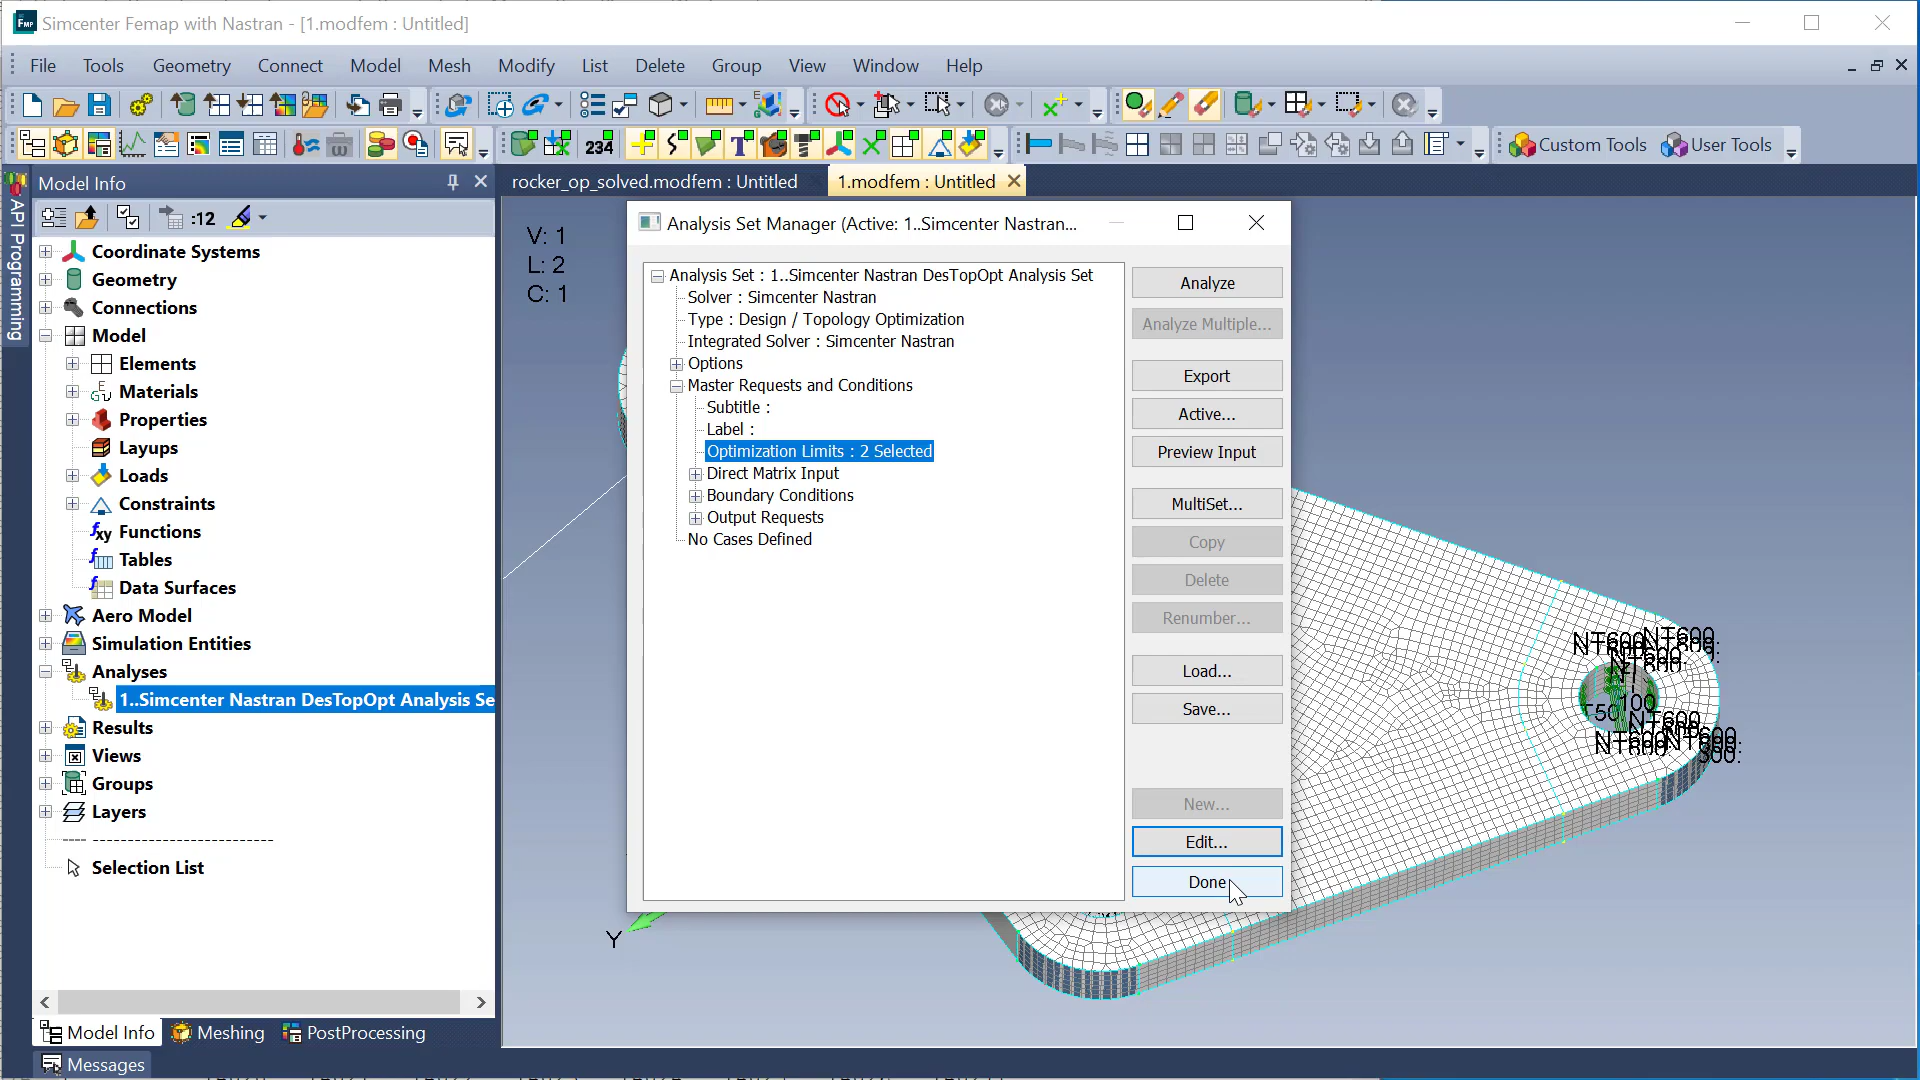 Simcenter Femap with Nastran - [1.modfem : Untitled]
File Tools Geometry Connect Model Mesh Modify List Delete Group View Window Help
234
Custom Tools
User Tools
API Programming
Model Info
:12
Coordinate Systems
Geometry
Connections
Model
Elements
Materials
Properties
Layups
Loads
Constraints
Functions
Tables
Data Surfaces
Aero Model
Simulation Entities
Analyses
1..Simcenter Nastran DesTopOpt Analysis Se
Results
Views
Groups
Layers
Selection List
Model Info
Meshing
PostProcessing
Messages
rocker_op_solved.modfem : Untitled
1.modfem : Untitled
V: 1
L: 2
C: 1
Analysis Set Manager (Active: 1..Simcenter Nastran...
Analysis Set : 1..Simcenter Nastran DesTopOpt Analysis Set
Solver : Simcenter Nastran
Type : Design / Topology Optimization
Integrated Solver : Simcenter Nastran
Options
Master Requests and Conditions
Subtitle :
Label :
Optimization Limits : 2 Selected
Direct Matrix Input
Boundary Conditions
Output Requests
No Cases Defined
Analyze
Analyze Multiple...
Export
Active...
Preview Input
MultiSet...
Copy
Delete
Renumber...
Load...
Save...
New...
Edit...
Done
Y